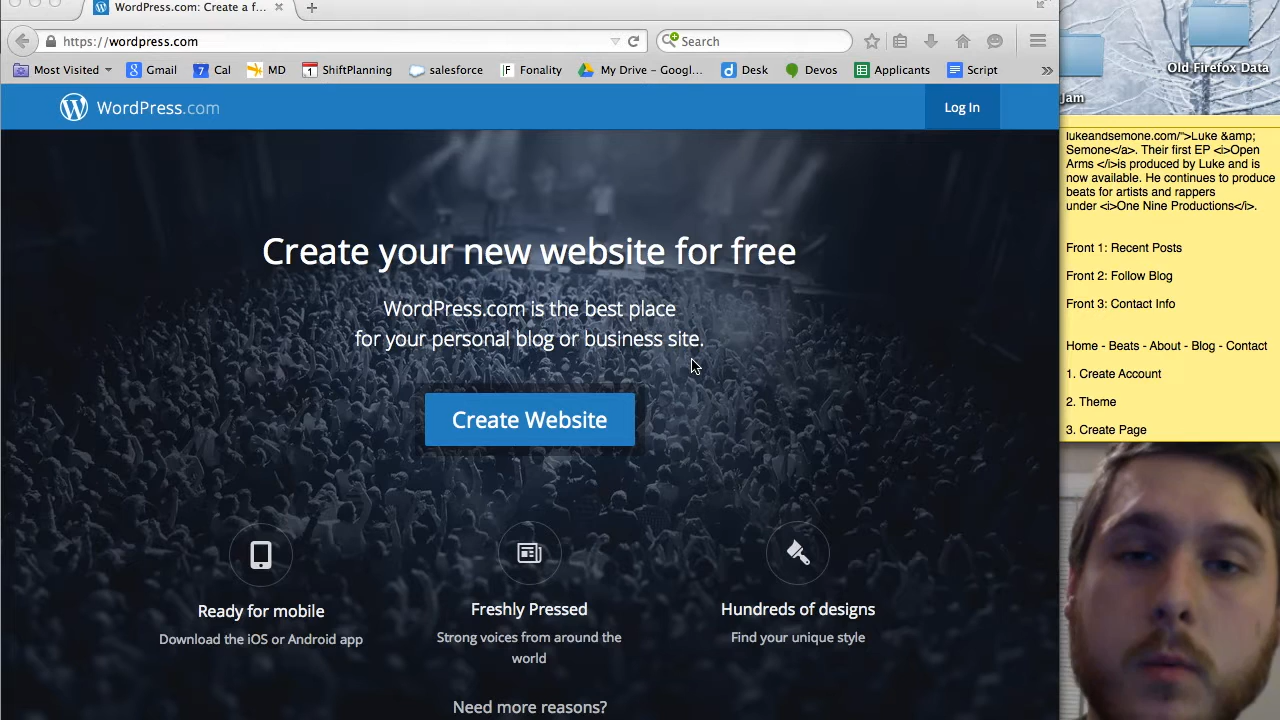 WordPress.com: Create a f...
https://wordpress.com
Search
Most Visited
Gmail
7 Cal
MD
1 ShiftPlanning
salesforce
F Fonality
My Drive – Googl...
d Desk
Devos
Applicants
Script
»
WordPress.com
Log In
Create your new website for free
WordPress.com is the best place
for your personal blog or business site.
Create Website
Ready for mobile
Download the iOS or Android app
Freshly Pressed
Strong voices from around the
world
Hundreds of designs
Find your unique style
Need more reasons?
Old Firefox Data
Jam
lukeandsemone.com/">Luke &amp;
Semone</a>. Their first EP <i>Open
Arms </i>is produced by Luke and is
now available. He continues to produce
beats for artists and rappers
under <i>One Nine Productions</i>.
Front 1: Recent Posts
Front 2: Follow Blog
Front 3: Contact Info
Home - Beats - About - Blog - Contact
1. Create Account
2. Theme
3. Create Page